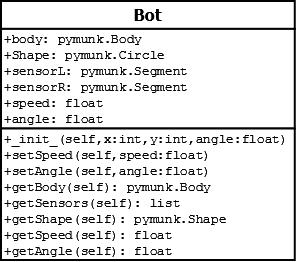 Bot
+body: pymunk.Body
+Shape: pymunk.Circle
+sensorL: pymunk.Segment
+sensorR: pymunk.Segment
+speed: float
+angle: float
+_init_(self,x:int,y:int,angle:float)
+setSpeed(self,speed:float)
+setAngle(self,angle:float)
+getBody(self): pymunk.Body
+getSensors(self): list
+getShape(self): pymunk.Shape
+getSpeed(self): float
+getAngle(self): float